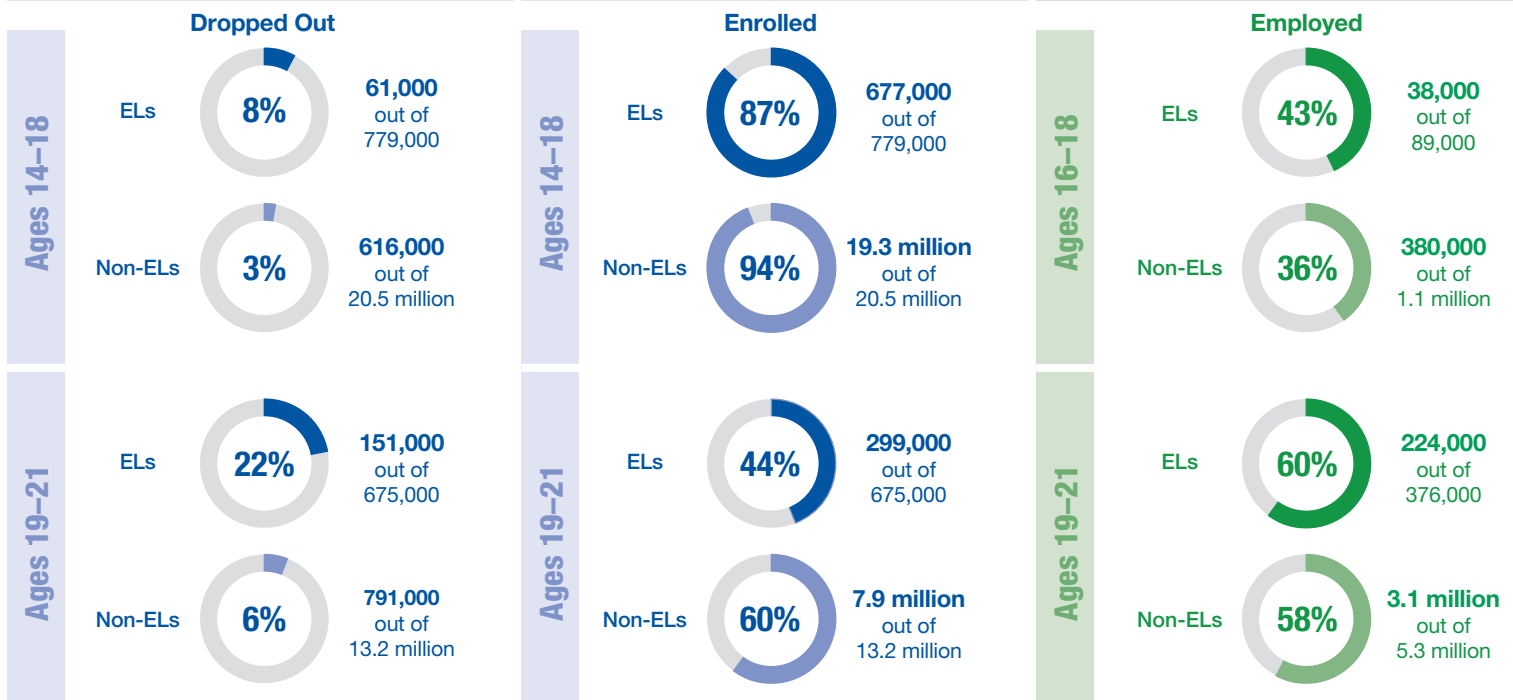 Dropped Out
Ages 14–18
ELs
8%
61,000
out of
779,000
Non-ELs
3%
616,000
out of
20.5 million
Ages 19–21
ELs
22%
151,000
out of
675,000
Non-ELs
6%
791,000
out of
13.2 million
Enrolled
Ages 14–18
ELs
87%
677,000
out of
779,000
Non-ELs
94%
19.3 million
out of
20.5 million
Ages 19–21
ELs
44%
299,000
out of
675,000
Non-ELs
60%
7.9 million
out of
13.2 million
Employed
Ages 16–18
ELs
43%
38,000
out of
89,000
Non-ELs
36%
380,000
out of
1.1 million
Ages 19–21
ELs
60%
224,000
out of
376,000
Non-ELs
58%
3.1 million
out of
5.3 million